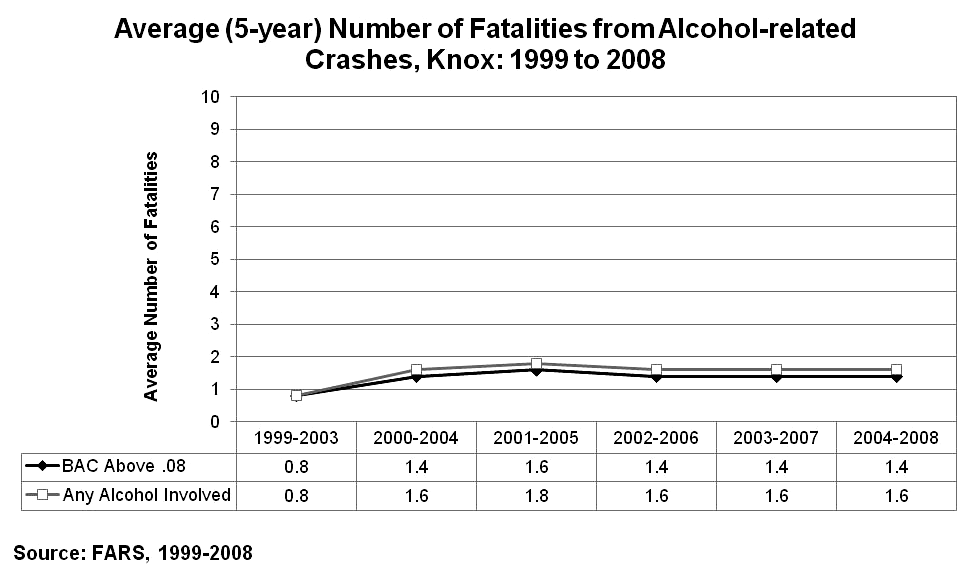 Average (5-year) Number of Fatalities from Alcohol-related
Crashes, Knox: 1999 to 2008
Average Number of Fatalities
10
9
8
7
6
5
4
3
2
1
0
1999-2003 2000-2004 2001-2005 2002-2006 2003-2007 2004-2008
BAC Above .08 0.8 1.4 1.6 1.4 1.4 1.4
Any Alcohol Involved 0.8 1.6 1.8 1.6 1.6 1.6
Source: FARS, 1999-2008